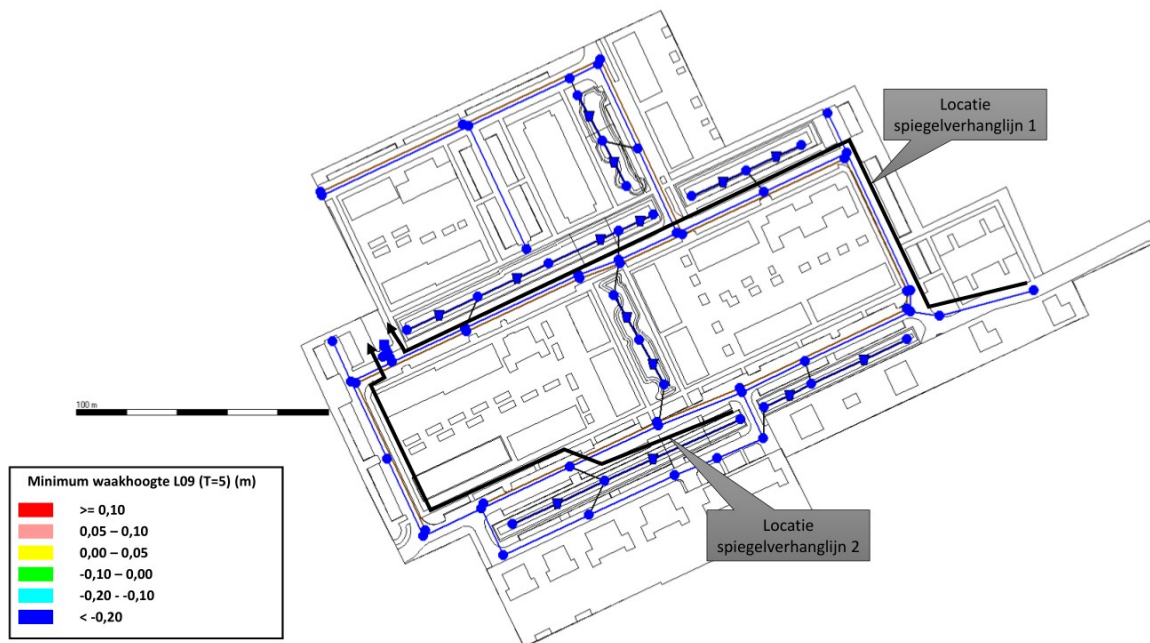 Locatie
spiegelverhanglijn 1
100 m
Minimum waakhoogte L09 (T=5) (m)
>= 0,10
0,05 – 0,10
0,00 – 0,05
-0,10 – 0,00
-0,20 - -0,10
< -0,20
Locatie
spiegelverhanglijn 2